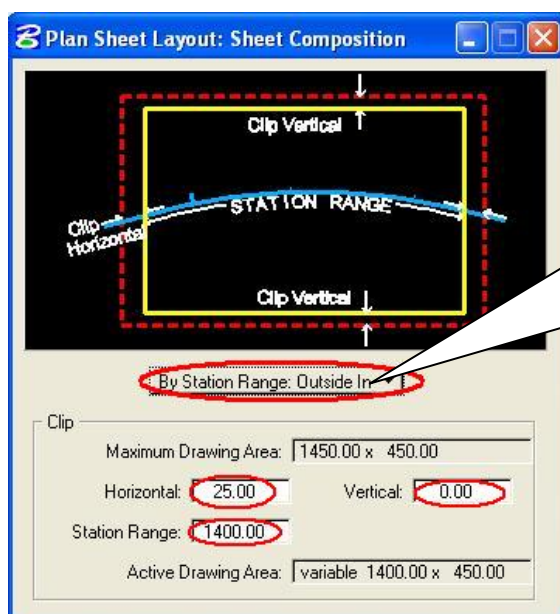 Plan Sheet Layout: Sheet Composition
Clip Vertical
STATION RANGE
Clip Horizontal
Clip Vertical
By Station Range: Outside In
Clip
Maximum Drawing Area: 1450.00 x 450.00
Horizontal: 25.00 Vertical: 0.00
Station Range: 1400.00
Active Drawing Area: variable 1400.00 x 450.00